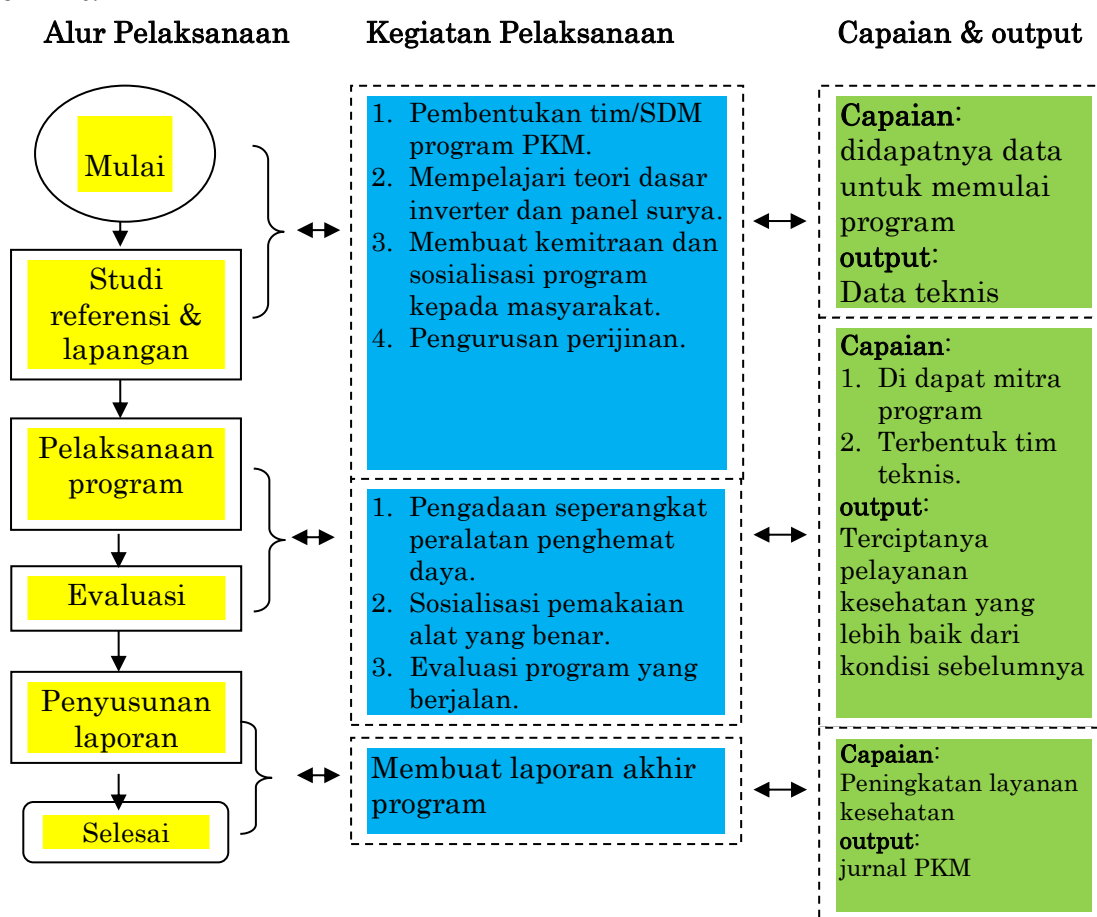 Alur Pelaksanaan
Kegiatan Pelaksanaan
Capaian & output
Mulai
Studi
referensi &
lapangan
Pelaksanaan
program
Evaluasi
Penyusunan
laporan
Selesai
1. Pembentukan tim/SDM
program PKM.
2. Mempelajari teori dasar
inverter dan panel surya.
3. Membuat kemitraan dan
sosialisasi program
kepada masyarakat.
4. Pengurusan perijinan.
1. Pengadaan seperangkat
peralatan penghemat
daya.
2. Sosialisasi pemakaian
alat yang benar.
3. Evaluasi program yang
berjalan.
Membuat laporan akhir
program
Capaian:
didapatnya data
untuk memulai
program
output:
Data teknis
Capaian:
1. Di dapat mitra
program
2. Terbentuk tim
teknis.
output:
Terciptanya
pelayanan
kesehatan yang
lebih baik dari
kondisi sebelumnya
Capaian:
Peningkatan layanan
kesehatan
output:
jurnal PKM